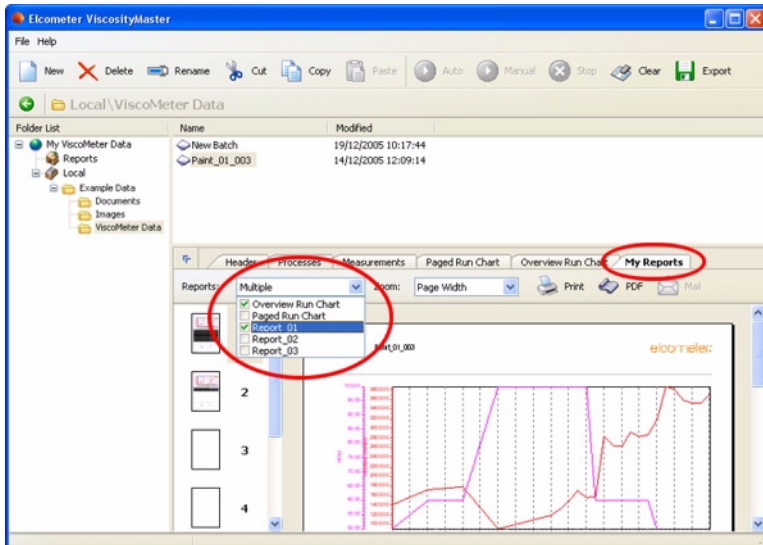 Elcometer ViscosityMaster
File Help
New Delete Rename Cut Copy Paste Auto Manual Stop Clear Export
Local\ViscoMeter Data
Folder List Name Modified
My ViscoMeter Data New Batch 19/12/2005 10:17:44
Reports Paint_01_003 14/12/2005 12:09:14
Local
Example Data
Documents
Images
ViscoMeter Data
Header Processes Measurements Paged Run Chart Overview Run Chart My Reports
Reports: Multiple Zoom: Page Width Print PDF Mail
Overview Run Chart
Paged Run Chart
Report_01
Report_02
Report_03
Paint_01_003 elcometer
2
3
4